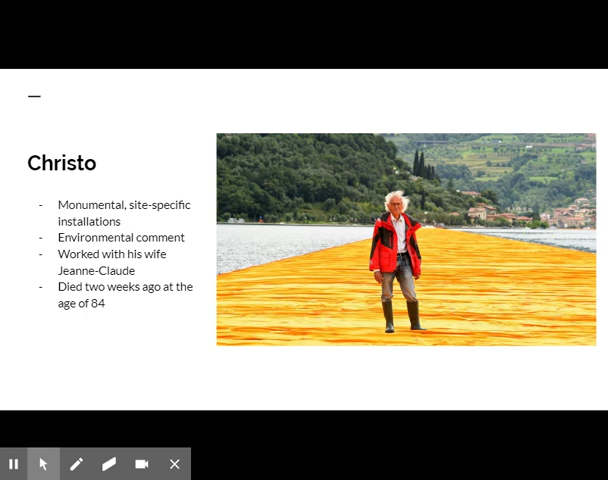 Christo
- Monumental, site-specific
installations
- Environmental comment
- Worked with his wife
Jeanne-Claude
- Died two weeks ago at the
age of 84